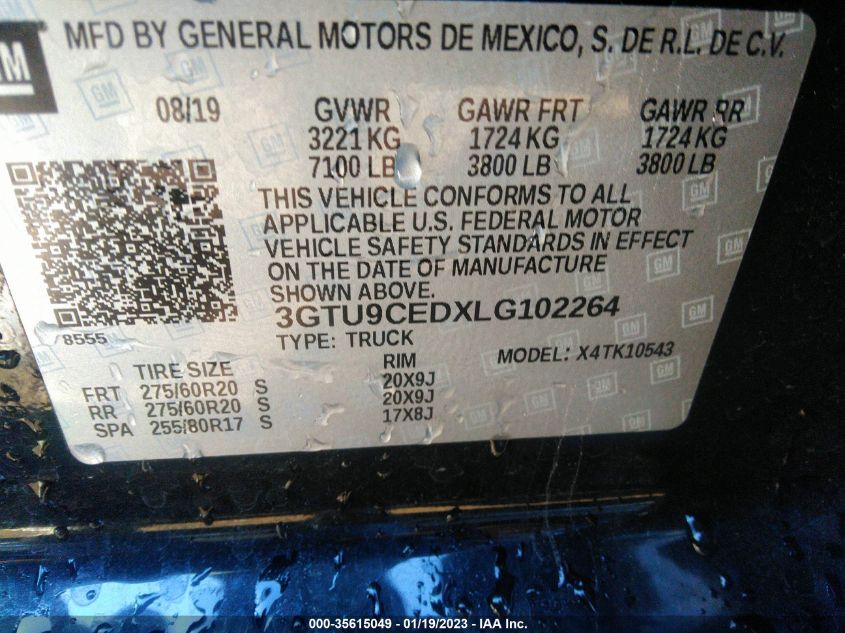 GM
MFD BY GENERAL MOTORS DE MEXICO, S. DE R.L. DE C.V.
08/19 GVWR GAWR FRT GAWR RR
3221 KG 1724 KG 1724 KG
7100 LB 3800 LB 3800 LB
THIS VEHICLE CONFORMS TO ALL
APPLICABLE U.S. FEDERAL MOTOR
VEHICLE SAFETY STANDARDS IN EFFECT
ON THE DATE OF MANUFACTURE
SHOWN ABOVE.
3GTU9CEDXLG102264
8555
TYPE: TRUCK
MODEL: X4TK10543
TIRE SIZE RIM
FRT 275/60R20 S 20X9J
RR 275/60R20 S 20X9J
SPA 255/80R17 S 17X8J
000-35615049 - 01/19/2023 - IAA Inc.